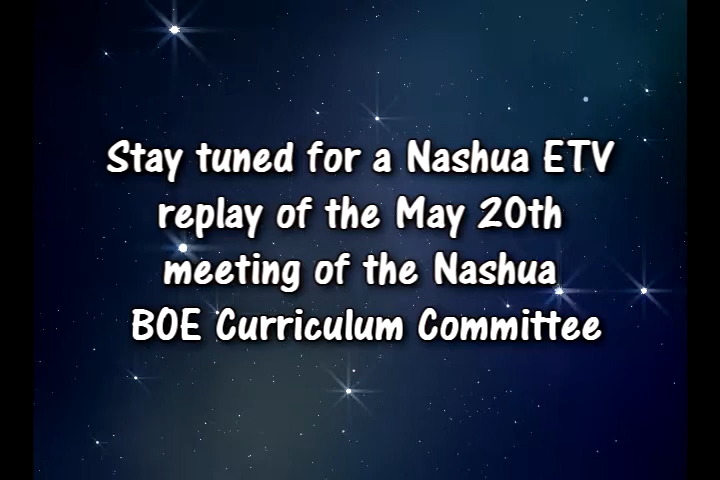 Stay tuned for a Nashua ETV
replay of the May 20th
meeting of the Nashua
BOE Curriculum Committee